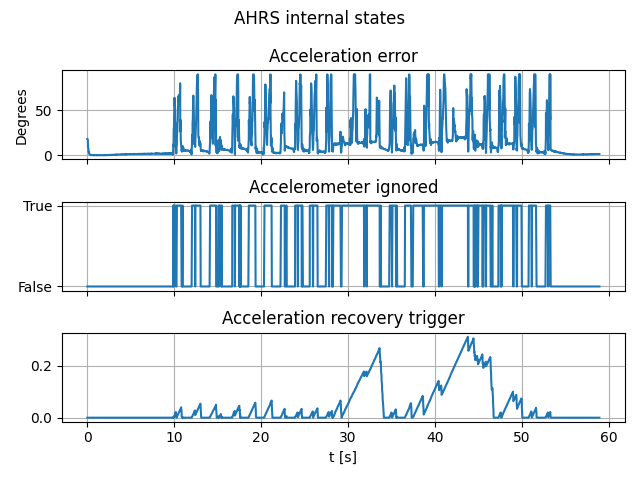 AHRS internal states
Acceleration error
Degrees
50
0
Accelerometer ignored
True
False
Acceleration recovery trigger
0.2
0.0
0 10 20 30 40 50 60
t [s]